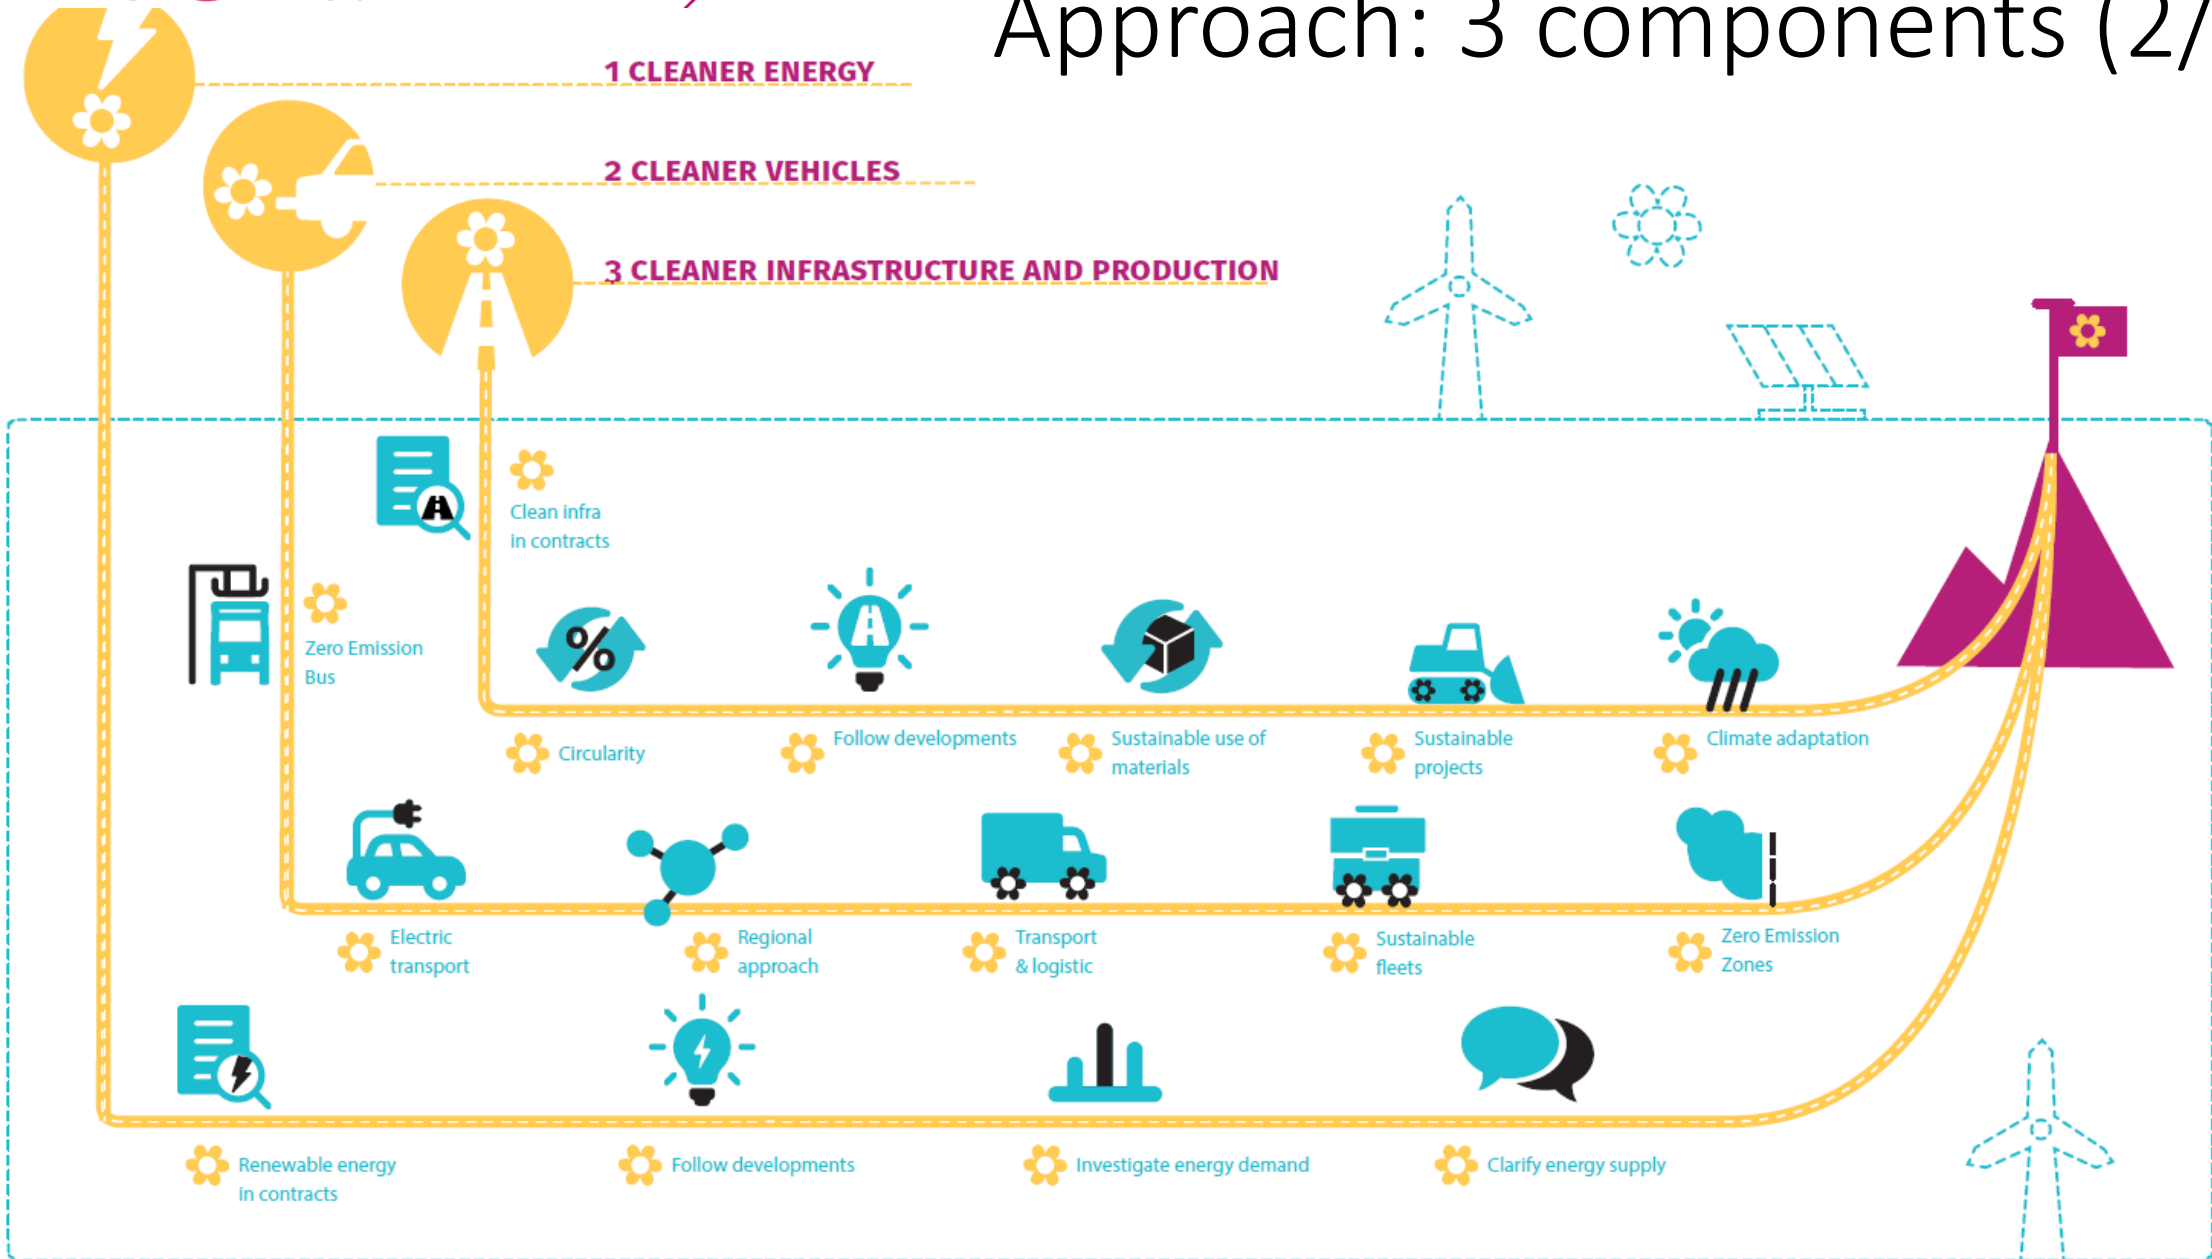 Approach: 3 components (2/
1 CLEANER ENERGY
2 CLEANER VEHICLES
3 CLEANER INFRASTRUCTURE AND PRODUCTION
Clean infra
in contracts
Zero Emission
Bus
%
Circularity
Follow developments
Sustainable use of
materials
Sustainable
projects
Climate adaptation
Electric
transport
Regional
approach
Transport
& logistic
Sustainable
fleets
Zero Emission
Zones
Renewable energy
in contracts
Follow developments
Investigate energy demand
Clarify energy supply